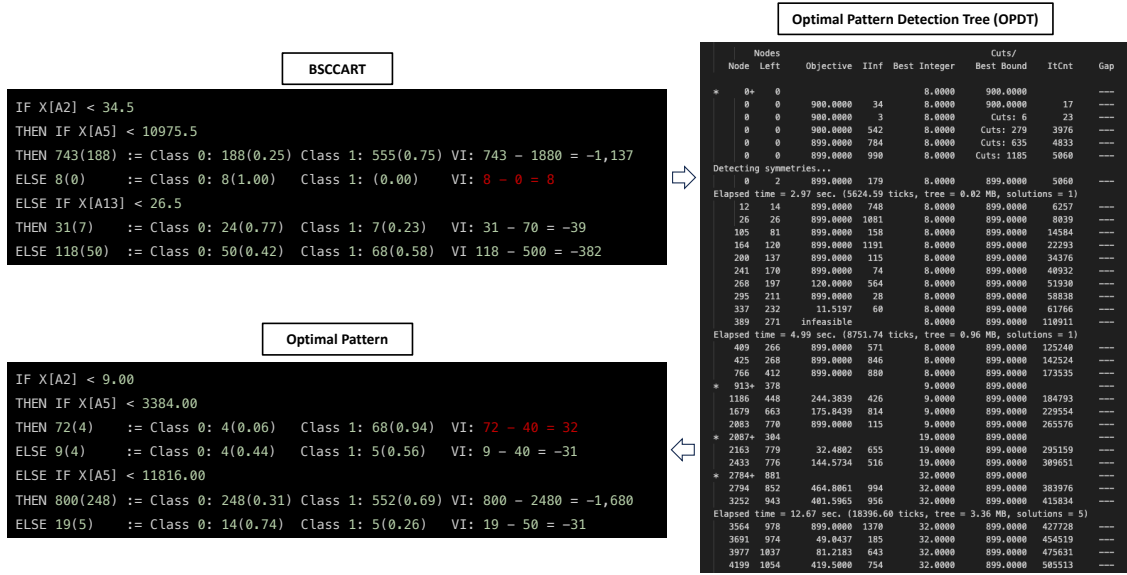 BSCCART
IF X[A2] < 34.5
THEN IF X[A5] < 10975.5
THEN 743(188) := Class 0: 188(0.25) Class 1: 555(0.75) VI: 743 – 1880 = –1,137
ELSE 8(0) := Class 0: 8(1.00) Class 1: (0.00) VI: 8 – 0 = 8
ELSE IF X[A13] < 26.5
THEN 31(7) := Class 0: 24(0.77) Class 1: 7(0.23) VI: 31 – 70 = –39
ELSE 118(50) := Class 0: 50(0.42) Class 1: 68(0.58) VI 118 – 500 = –382
Optimal Pattern
IF X[A2] < 9.00
THEN IF X[A5] < 3384.00
THEN 72(4) := Class 0: 4(0.06) Class 1: 68(0.94) VI: 72 – 40 = 32
ELSE 9(4) := Class 0: 4(0.44) Class 1: 5(0.56) VI: 9 – 40 = –31
ELSE IF X[A5] < 11816.00
THEN 800(248) := Class 0: 248(0.31) Class 1: 552(0.69) VI: 800 – 2480 = –1,680
ELSE 19(5) := Class 0: 14(0.74) Class 1: 5(0.26) VI: 19 – 50 = –31
Optimal Pattern Detection Tree (OPDT)
Nodes Cuts/
Node Left Objective IInf Best Integer Best Bound ItCnt Gap
* 0+ 0 8.0000 900.0000 ---
0 0 900.0000 34 8.0000 900.0000 17 ---
0 0 900.0000 3 8.0000 Cuts: 6 23 ---
0 0 900.0000 542 8.0000 Cuts: 279 3976 ---
0 0 899.0000 784 8.0000 Cuts: 635 4833 ---
0 0 899.0000 990 8.0000 Cuts: 1185 5060 ---
Detecting symmetries...
0 2 899.0000 179 8.0000 899.0000 5060 ---
Elapsed time = 2.97 sec. (5624.59 ticks, tree = 0.02 MB, solutions = 1)
12 14 899.0000 748 8.0000 899.0000 6257 ---
26 26 899.0000 1081 8.0000 899.0000 8039 ---
105 81 899.0000 158 8.0000 899.0000 14584 ---
164 120 899.0000 1191 8.0000 899.0000 22293 ---
200 137 899.0000 115 8.0000 899.0000 34376 ---
241 170 899.0000 74 8.0000 899.0000 40932 ---
268 197 120.0000 564 8.0000 899.0000 51930 ---
295 211 899.0000 28 8.0000 899.0000 58838 ---
337 232 11.5197 60 8.0000 899.0000 61766 ---
389 271 infeasible 8.0000 899.0000 110911 ---
Elapsed time = 4.99 sec. (8751.74 ticks, tree = 0.96 MB, solutions = 1)
409 266 899.0000 571 8.0000 899.0000 125240 ---
425 268 899.0000 846 8.0000 899.0000 142524 ---
766 412 899.0000 880 8.0000 899.0000 173535 ---
* 913+ 378 9.0000 899.0000 ---
1186 448 244.3839 426 9.0000 899.0000 184793 ---
1679 663 175.8439 814 9.0000 899.0000 229554 ---
2083 770 899.0000 115 9.0000 899.0000 265576 ---
* 2087+ 304 19.0000 899.0000 ---
2163 779 32.4802 655 19.0000 899.0000 295159 ---
2433 776 144.5734 516 19.0000 899.0000 309651 ---
* 2784+ 881 32.0000 899.0000 ---
2794 852 464.8061 994 32.0000 899.0000 383976 ---
3252 943 401.5965 956 32.0000 899.0000 415834 ---
Elapsed time = 12.67 sec. (18396.60 ticks, tree = 3.36 MB, solutions = 5)
3564 978 899.0000 1370 32.0000 899.0000 427728 ---
3691 974 49.0437 185 32.0000 899.0000 454519 ---
3977 1037 81.2183 643 32.0000 899.0000 475631 ---
4199 1054 419.5000 754 32.0000 899.0000 505513 ---